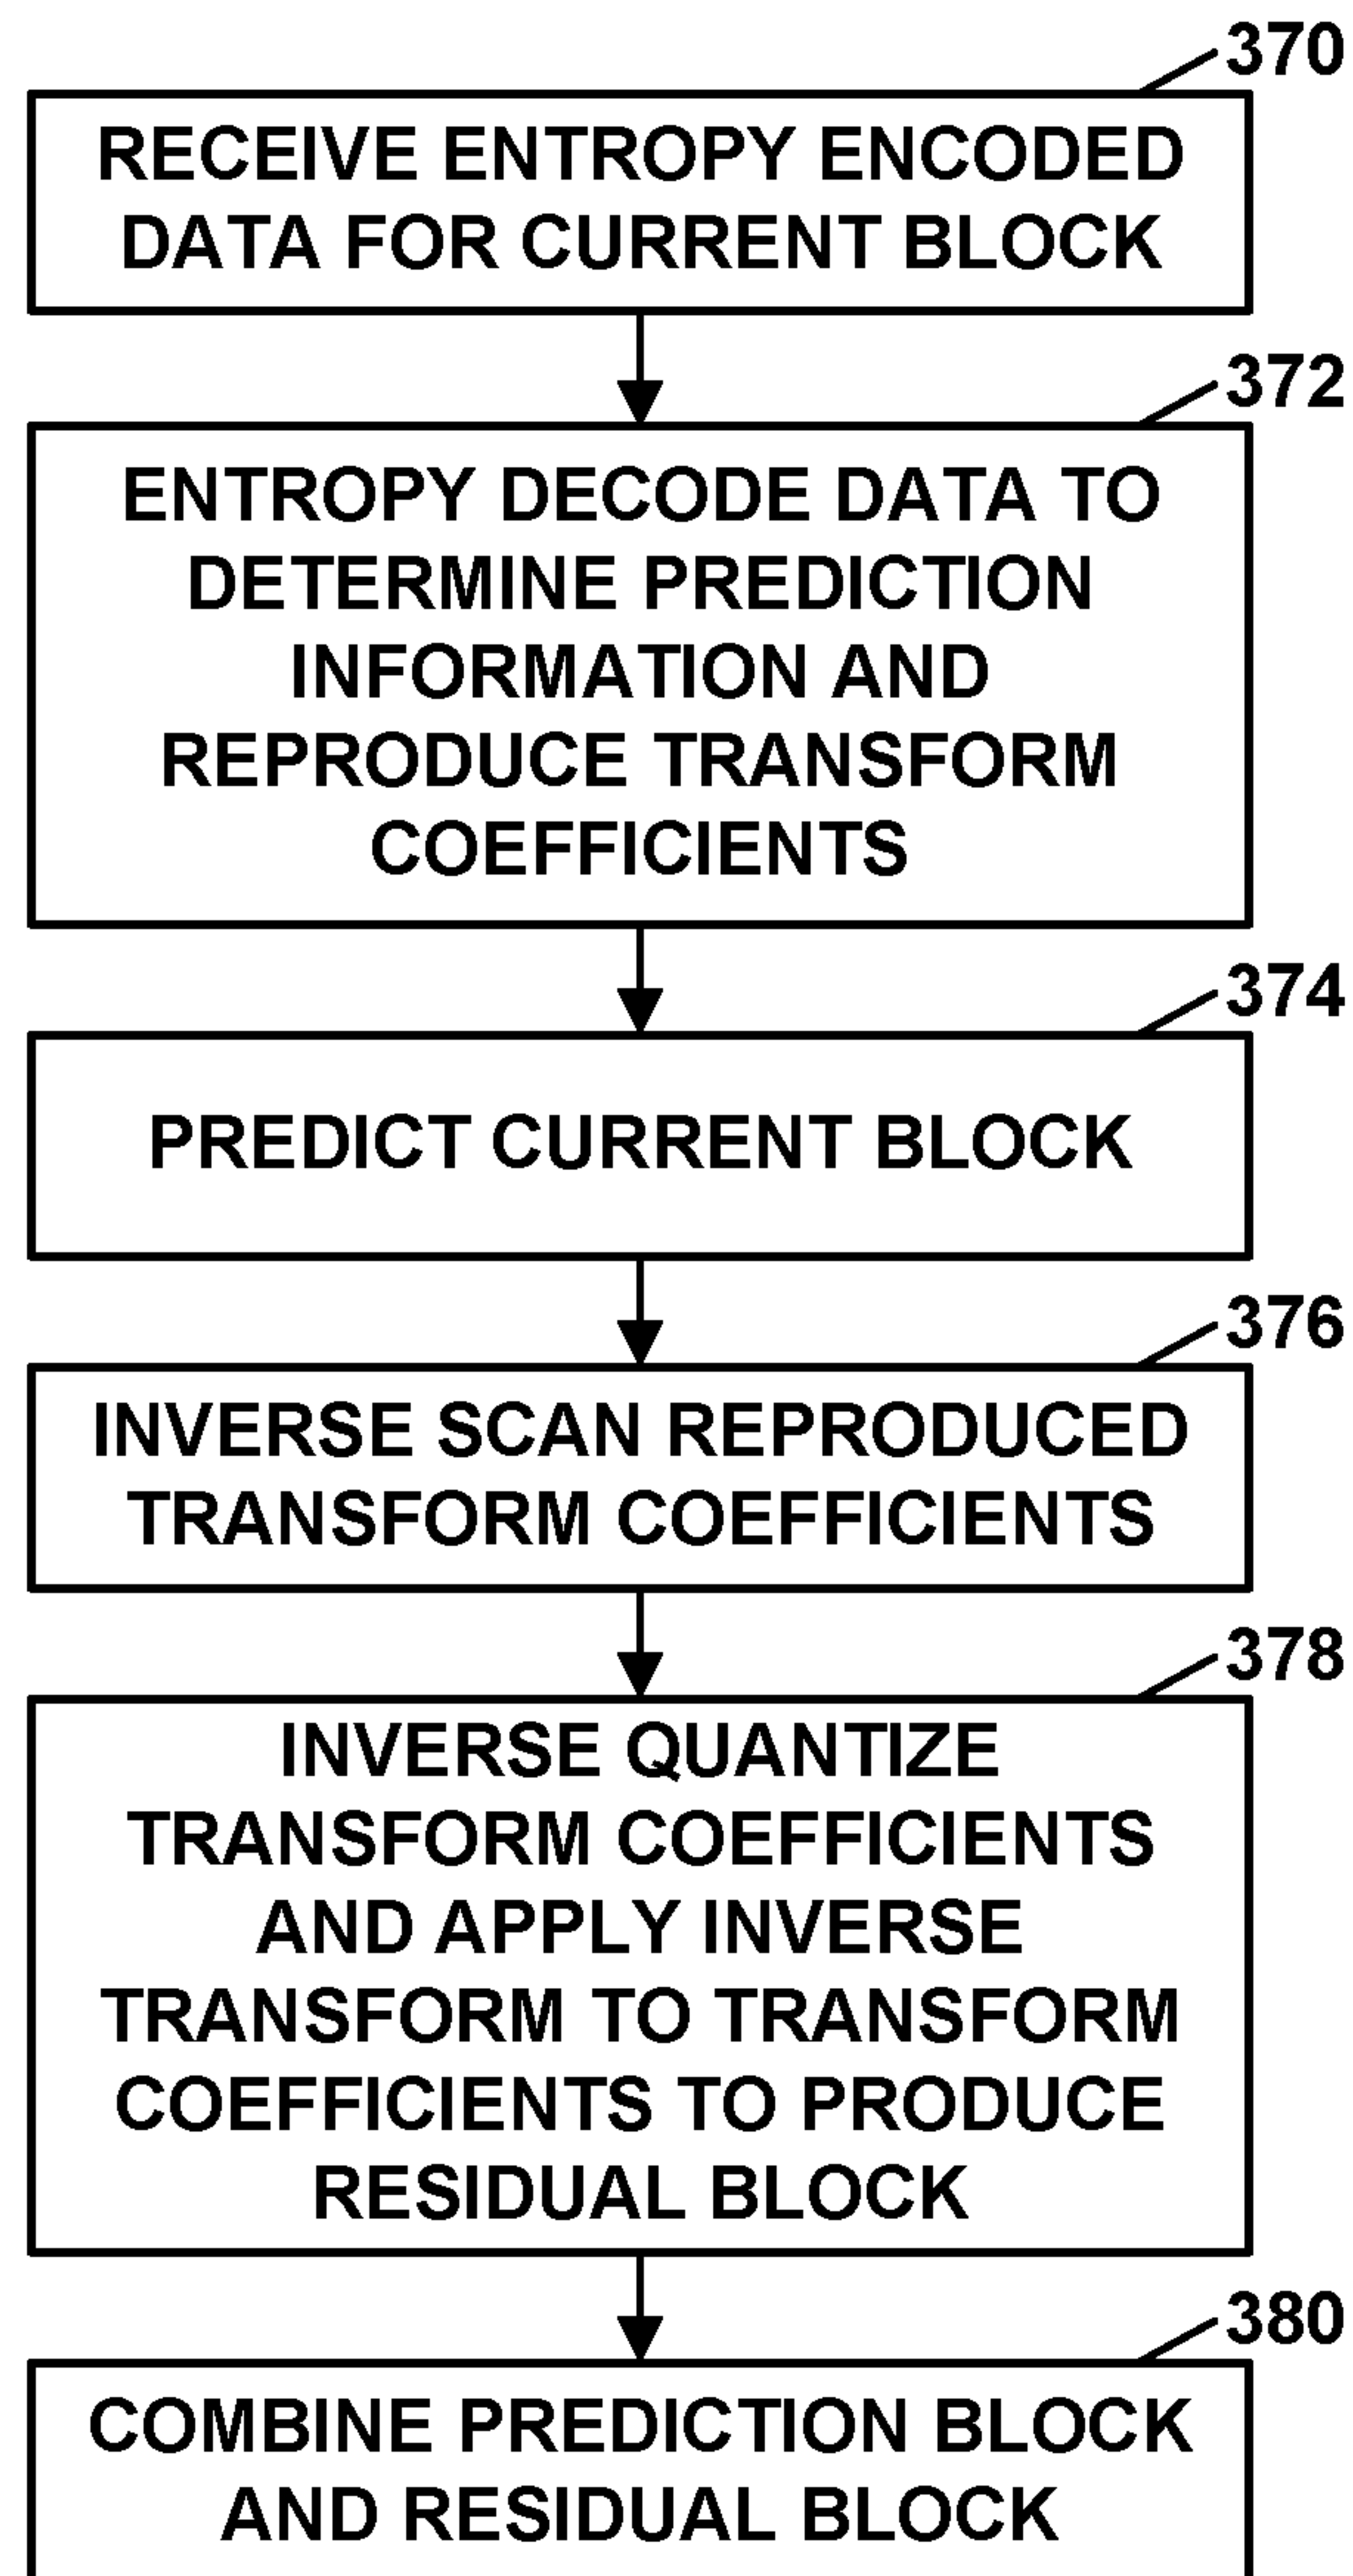 370
RECEIVE ENTROPY ENCODED
DATA FOR CURRENT BLOCK
372
ENTROPY DECODE DATA TO
DETERMINE PREDICTION
INFORMATION AND
REPRODUCE TRANSFORM
COEFFICIENTS
374
PREDICT CURRENT BLOCK
376
INVERSE SCAN REPRODUCED
TRANSFORM COEFFICIENTS
378
INVERSE QUANTIZE
TRANSFORM COEFFICIENTS
AND APPLY INVERSE
TRANSFORM TO TRANSFORM
COEFFICIENTS TO PRODUCE
RESIDUAL BLOCK
380
COMBINE PREDICTION BLOCK
AND RESIDUAL BLOCK